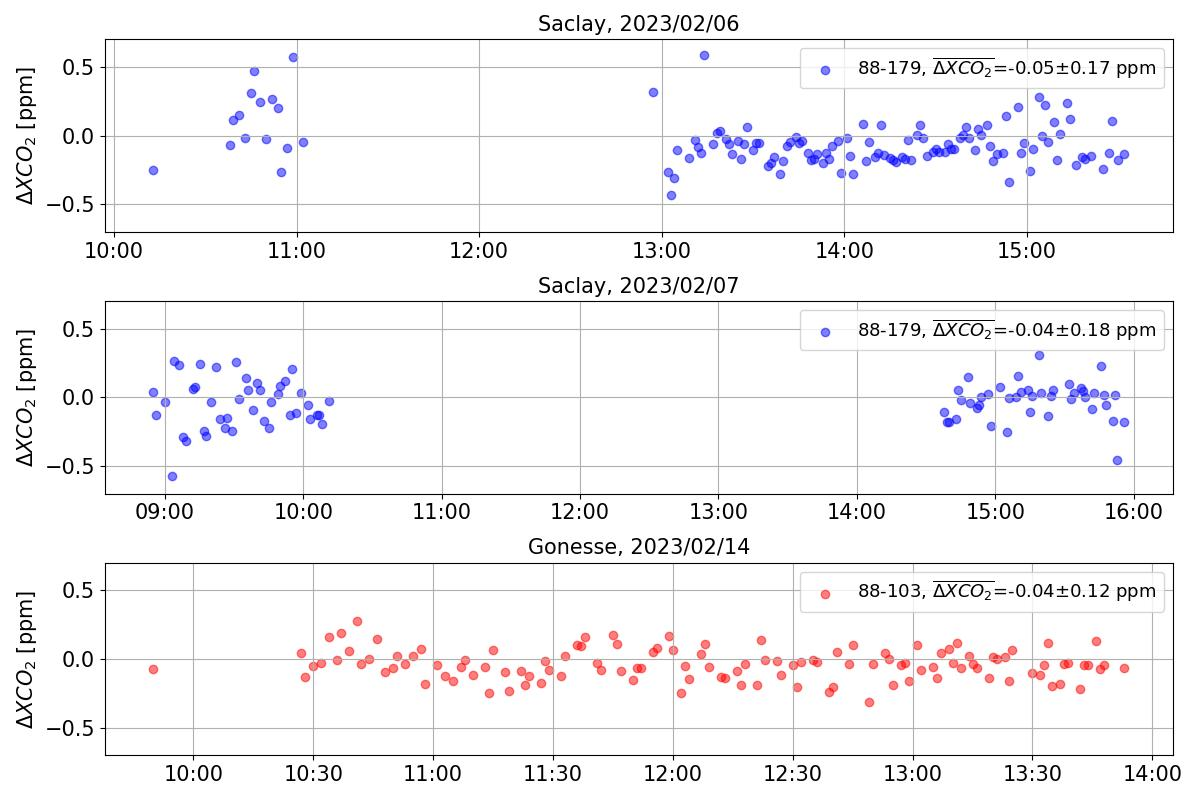 Saclay, 2023/02/06
88-179, ΔXCO₂=-0.05±0.17 ppm
ΔXCO₂ [ppm]
0.5
0.0
−0.5
10:00 11:00 12:00 13:00 14:00 15:00
Saclay, 2023/02/07
88-179, ΔXCO₂=-0.04±0.18 ppm
ΔXCO₂ [ppm]
0.5
0.0
−0.5
09:00 10:00 11:00 12:00 13:00 14:00 15:00 16:00
Gonesse, 2023/02/14
88-103, ΔXCO₂=-0.04±0.12 ppm
ΔXCO₂ [ppm]
0.5
0.0
−0.5
10:00 10:30 11:00 11:30 12:00 12:30 13:00 13:30 14:00